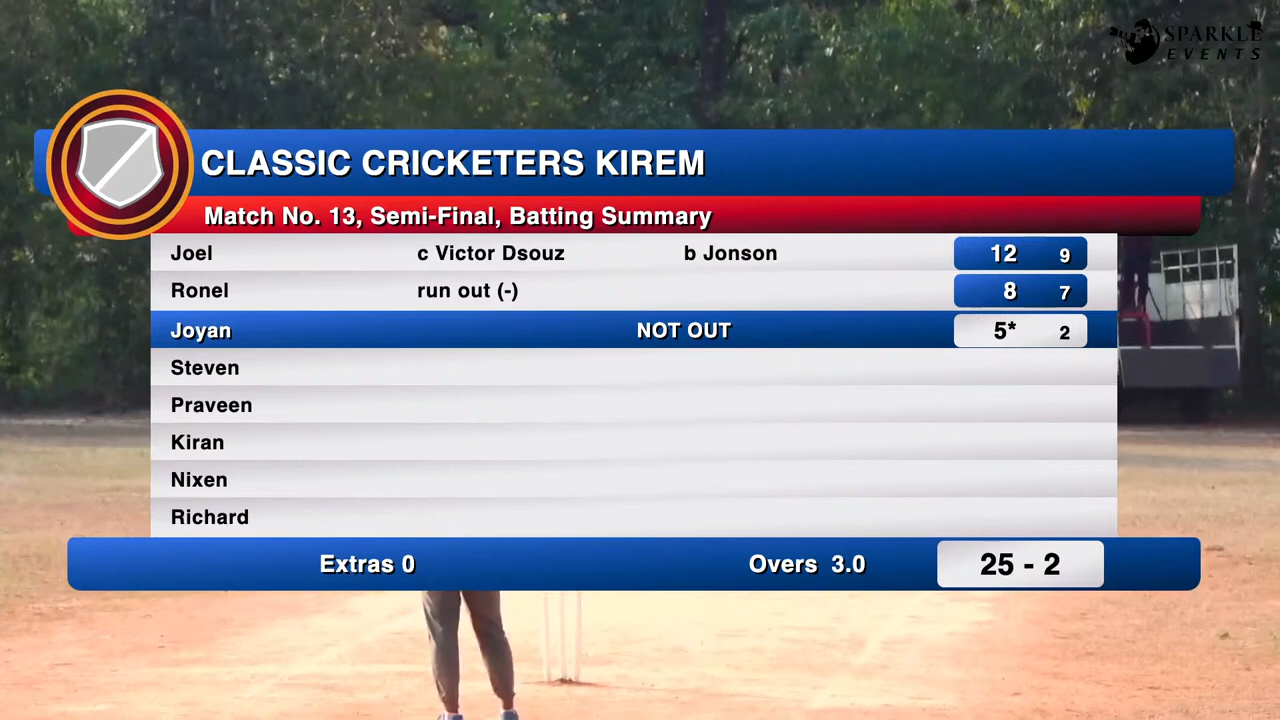 SPARKLE
EVENTS
CLASSIC CRICKETERS KIREM
Match No. 13, Semi-Final, Batting Summary
Joel c Victor Dsouz b Jonson 12 9
Ronel run out (-) 8 7
Joyan NOT OUT 5* 2
Steven
Praveen
Kiran
Nixen
Richard
Extras 0 Overs 3.0 25 - 2